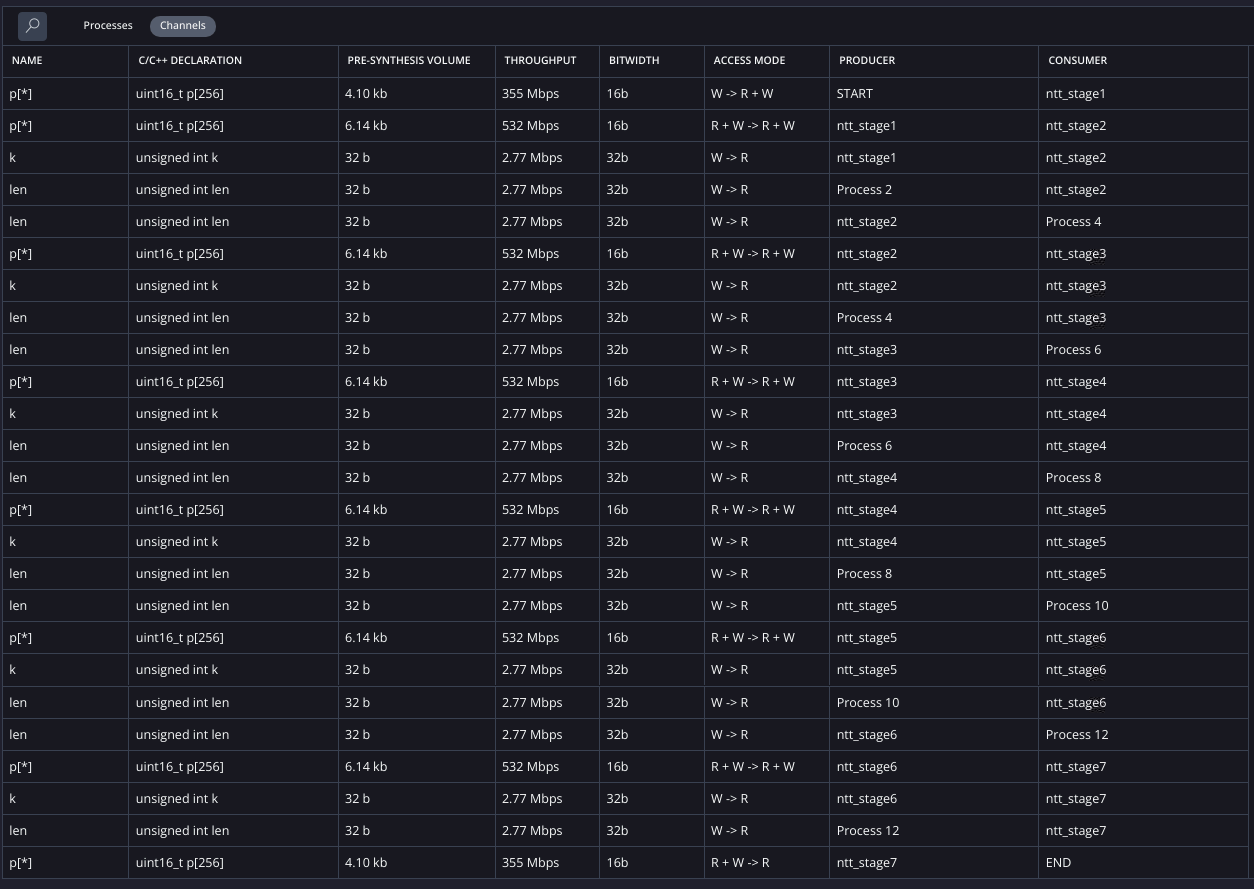 Processes Channels
NAME C/C++ DECLARATION PRE-SYNTHESIS VOLUME THROUGHPUT BITWIDTH ACCESS MODE PRODUCER CONSUMER
p[*] uint16_t p[256] 4.10 kb 355 Mbps 16b W -> R + W START ntt_stage1
p[*] uint16_t p[256] 6.14 kb 532 Mbps 16b R + W -> R + W ntt_stage1 ntt_stage2
k unsigned int k 32 b 2.77 Mbps 32b W -> R ntt_stage1 ntt_stage2
len unsigned int len 32 b 2.77 Mbps 32b W -> R Process 2 ntt_stage2
len unsigned int len 32 b 2.77 Mbps 32b W -> R ntt_stage2 Process 4
p[*] uint16_t p[256] 6.14 kb 532 Mbps 16b R + W -> R + W ntt_stage2 ntt_stage3
k unsigned int k 32 b 2.77 Mbps 32b W -> R ntt_stage2 ntt_stage3
len unsigned int len 32 b 2.77 Mbps 32b W -> R Process 4 ntt_stage3
len unsigned int len 32 b 2.77 Mbps 32b W -> R ntt_stage3 Process 6
p[*] uint16_t p[256] 6.14 kb 532 Mbps 16b R + W -> R + W ntt_stage3 ntt_stage4
k unsigned int k 32 b 2.77 Mbps 32b W -> R ntt_stage3 ntt_stage4
len unsigned int len 32 b 2.77 Mbps 32b W -> R Process 6 ntt_stage4
len unsigned int len 32 b 2.77 Mbps 32b W -> R ntt_stage4 Process 8
p[*] uint16_t p[256] 6.14 kb 532 Mbps 16b R + W -> R + W ntt_stage4 ntt_stage5
k unsigned int k 32 b 2.77 Mbps 32b W -> R ntt_stage4 ntt_stage5
len unsigned int len 32 b 2.77 Mbps 32b W -> R Process 8 ntt_stage5
len unsigned int len 32 b 2.77 Mbps 32b W -> R ntt_stage5 Process 10
p[*] uint16_t p[256] 6.14 kb 532 Mbps 16b R + W -> R + W ntt_stage5 ntt_stage6
k unsigned int k 32 b 2.77 Mbps 32b W -> R ntt_stage5 ntt_stage6
len unsigned int len 32 b 2.77 Mbps 32b W -> R Process 10 ntt_stage6
len unsigned int len 32 b 2.77 Mbps 32b W -> R ntt_stage6 Process 12
p[*] uint16_t p[256] 6.14 kb 532 Mbps 16b R + W -> R + W ntt_stage6 ntt_stage7
k unsigned int k 32 b 2.77 Mbps 32b W -> R ntt_stage6 ntt_stage7
len unsigned int len 32 b 2.77 Mbps 32b W -> R Process 12 ntt_stage7
p[*] uint16_t p[256] 4.10 kb 355 Mbps 16b R + W -> R ntt_stage7 END